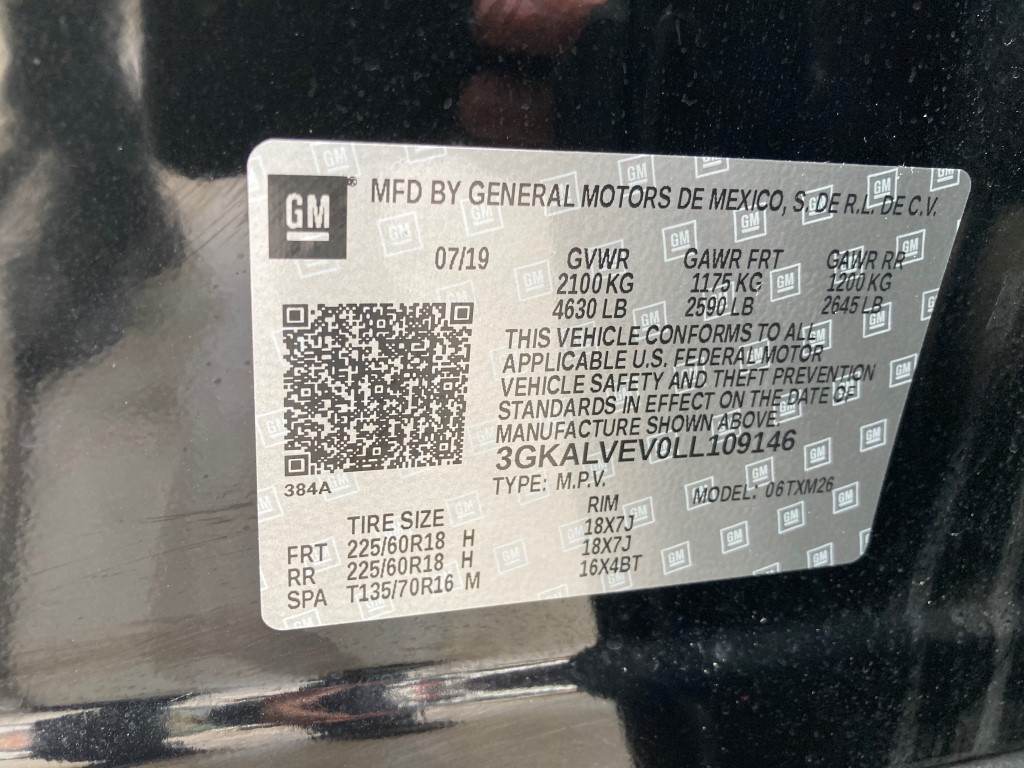 GM® MFD BY GENERAL MOTORS DE MEXICO, S. DE R.L. DE C.V.
07/19 GVWR GAWR FRT GAWR RR
2100 KG 1175 KG 1200 KG
4630 LB 2590 LB 2645 LB
THIS VEHICLE CONFORMS TO ALL
APPLICABLE U.S. FEDERAL MOTOR
VEHICLE SAFETY AND THEFT PREVENTION
STANDARDS IN EFFECT ON THE DATE OF
MANUFACTURE SHOWN ABOVE.
3GKALVEV0LL109146
384A
TYPE: M.P.V. MODEL: 06TXM26
TIRE SIZE RIM
FRT 225/60R18 H 18X7J
RR 225/60R18 H 18X7J
SPA T135/70R16 M 16X4BT